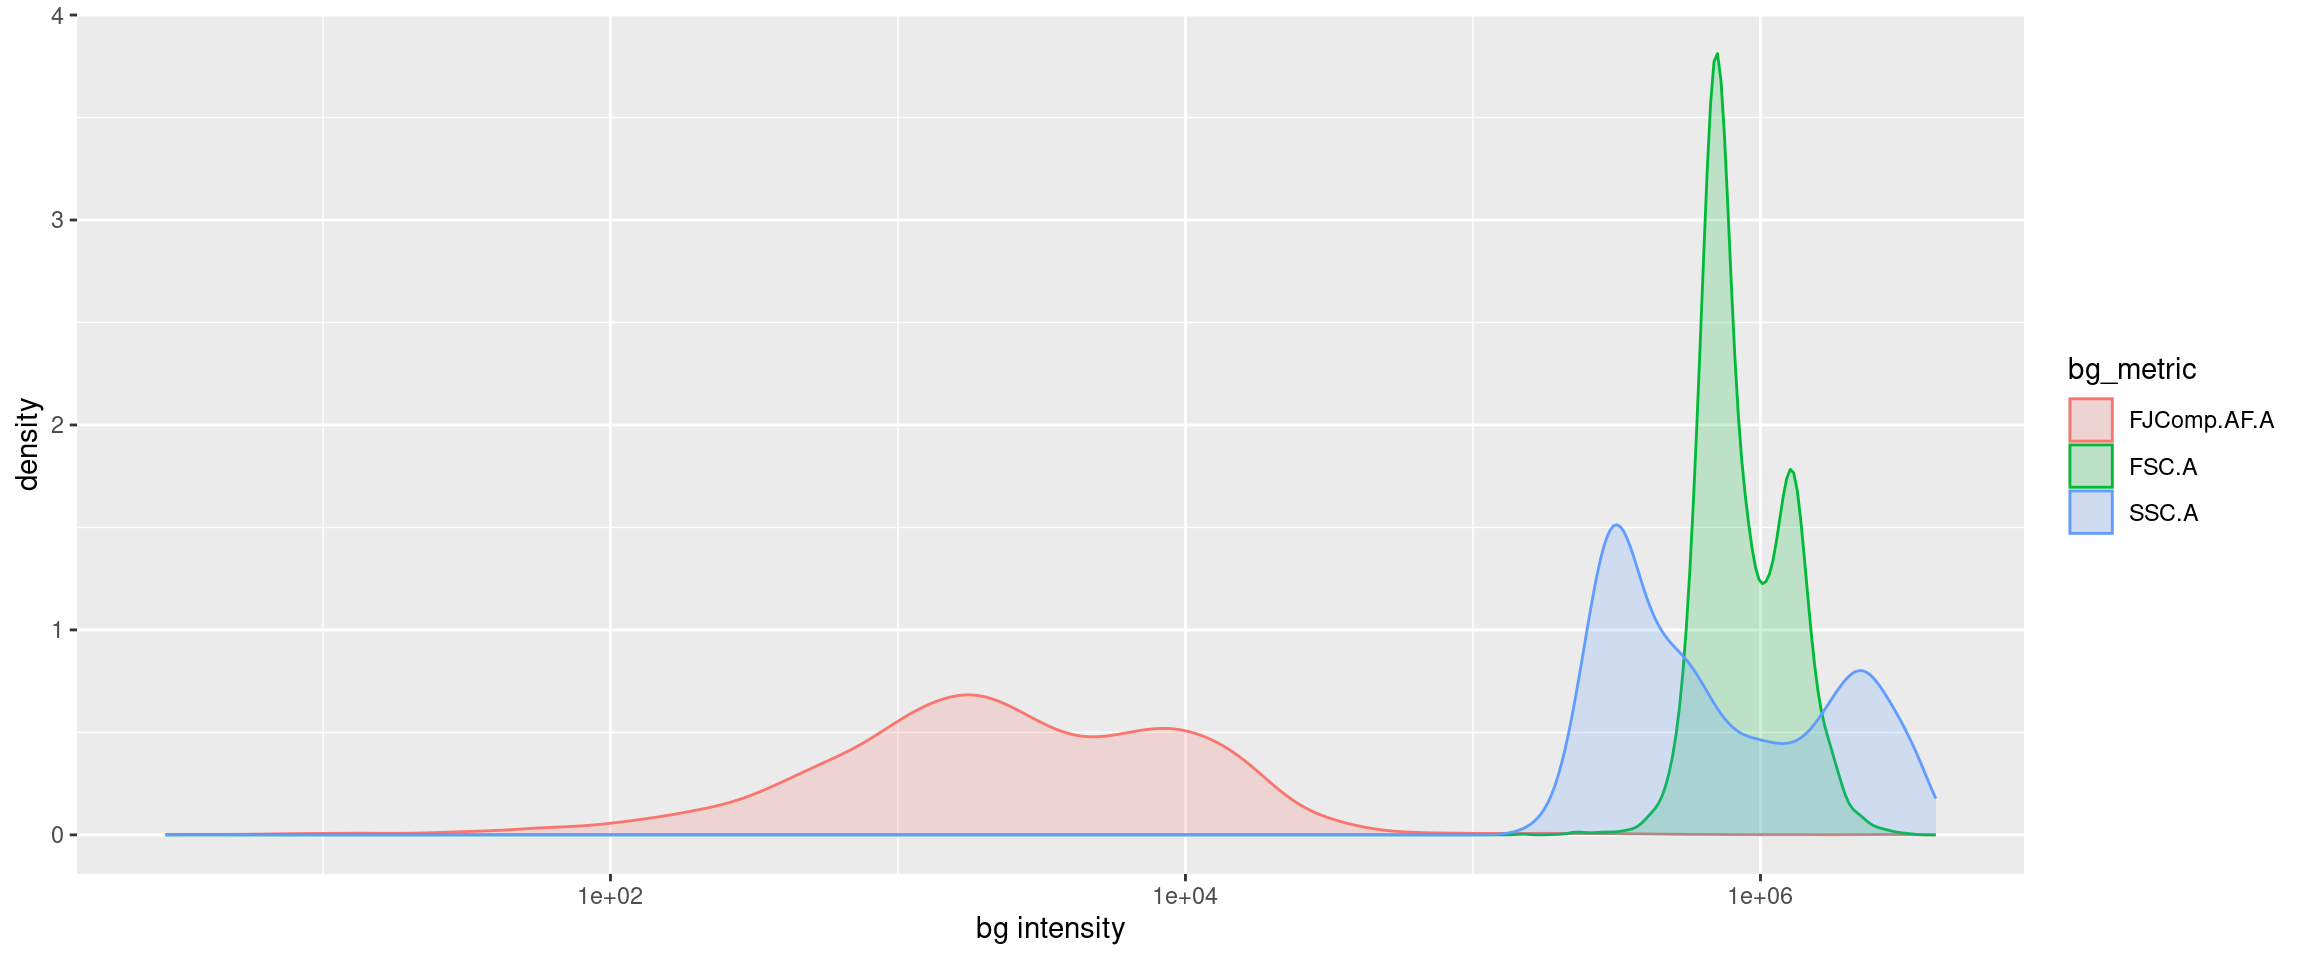 4
3
2
1
0
density
1e+02
1e+04
1e+06
bg intensity
bg_metric
FJComp.AF.A
FSC.A
SSC.A